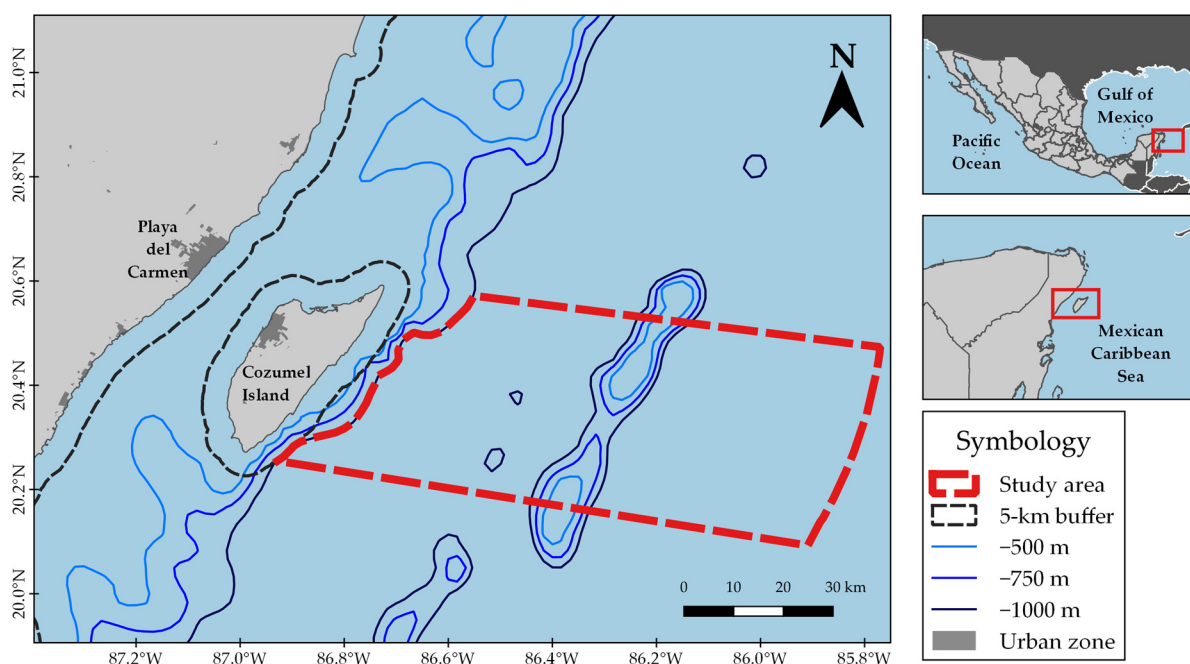 21.0°N
20.8°N
20.6°N
20.4°N
20.2°N
20.0°N
87.2°W
87.0°W
86.8°W
86.6°W
86.4°W
86.2°W
86.0°W
85.8°W
N
Playa
del
Carmen
Cozumel
Island
0 10 20 30 km
Gulf of
Mexico
Pacific
Ocean
Mexican
Caribbean
Sea
Symbology
Study area
5-km buffer
−500 m
−750 m
−1000 m
Urban zone